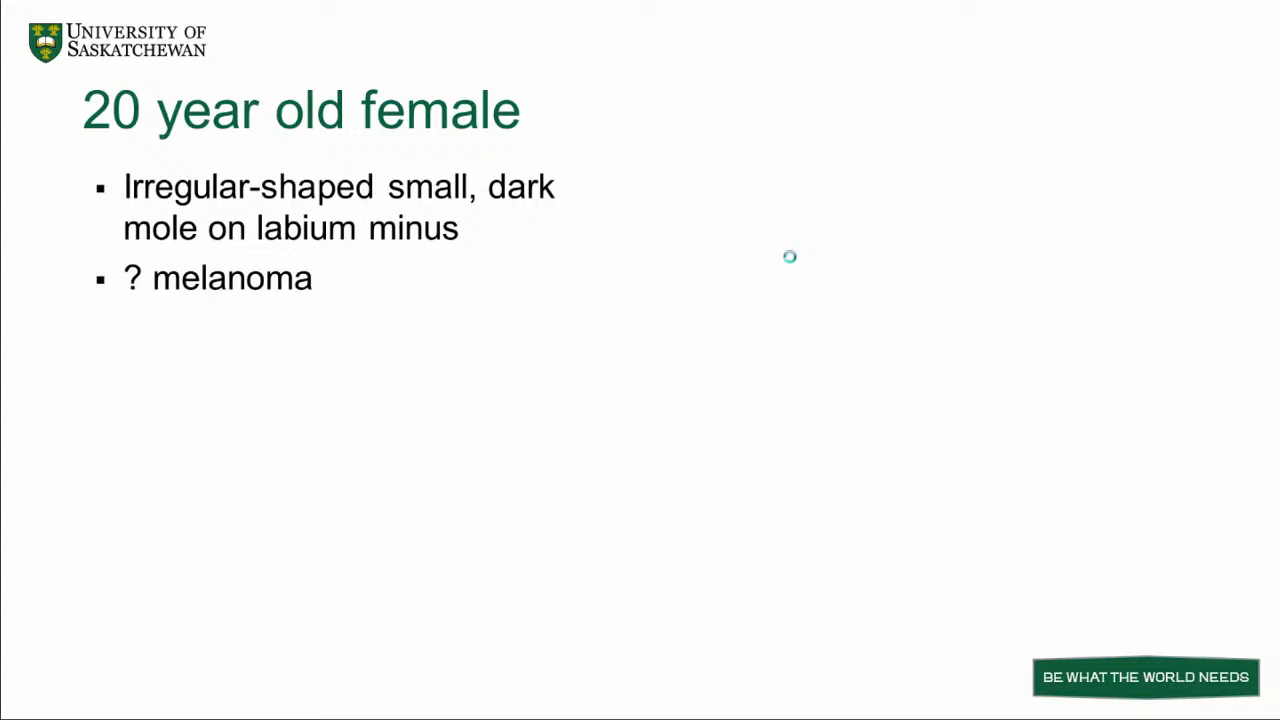 UNIVERSITY OF
SASKATCHEWAN
20 year old female
▪ Irregular-shaped small, dark
mole on labium minus
▪ ? melanoma
BE WHAT THE WORLD NEEDS